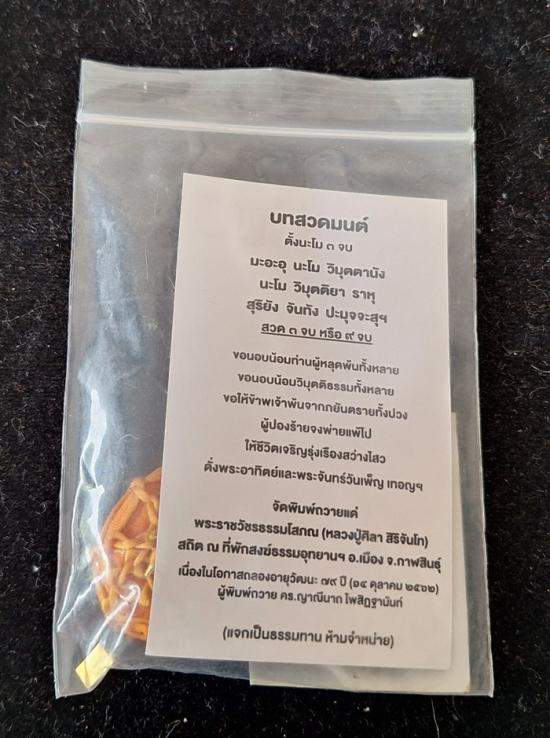 บทสวดมนต์
ตั้งนะโม ๓ จบ
มะอะอุ นะโม วิมุตตานัง
นะโม วิมุตติยา ราหุ
สุริยัง จันทัง ปะมุจจะสุฯ
สวด ๓ จบ หรือ ๙ จบ
ขอนอบน้อมท่านผู้หลุดพ้นทั้งหลาย
ขอนอบน้อมวิมุตติธรรมทั้งหลาย
ขอให้ข้าพเจ้าพ้นจากภยันตรายทั้งปวง
ผู้ปองร้ายจงพ่ายแพ้ไป
ให้ชีวิตเจริญรุ่งเรืองสว่างไสว
ดั่งพระอาทิตย์และพระจันทร์วันเพ็ญ เทอญฯ
จัดพิมพ์ถวายแด่
พระราชวัชรธรรมโสภณ (หลวงปู่ศิลา สิริจันโท)
สถิต ณ ที่พักสงฆ์ธรรมอุทยานฯ อ.เมือง จ.กาฬสินธุ์
เนื่องในโอกาสฉลองอายุวัฒนะ ๗๙ ปี (๑๔ ตุลาคม ๒๕๖๒)
ผู้พิมพ์ถวาย ดร.ญาณีนาถ ไพสิฏฐานันท์
(แจกเป็นธรรมทาน ห้ามจำหน่าย)